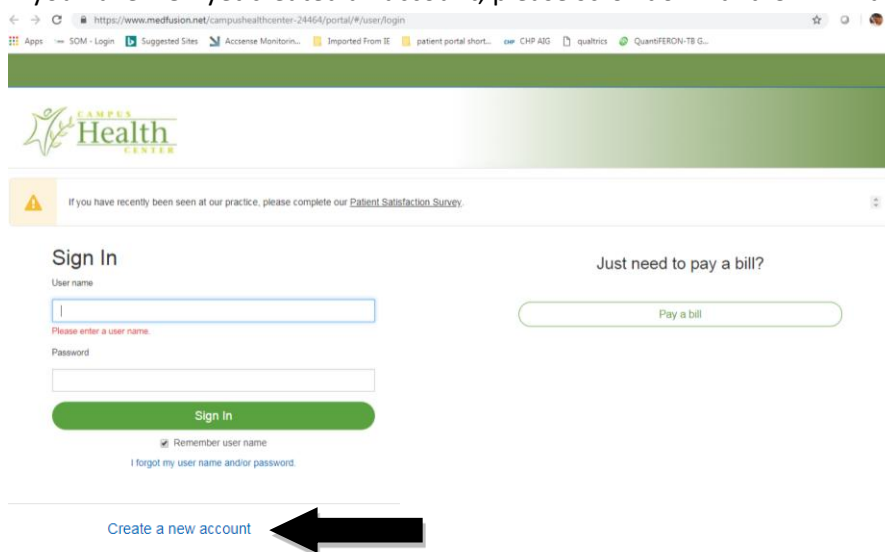 https://www.medfusion.net/campushealthcenter-24464/portal/#/user/login
Apps SOM - Login Suggested Sites Accsense Monitorin... Imported From IE patient portal short... CHP AIG qualtrics QuantiFERON-TB G...
CAMPUS
Health
CENTER
If you have recently been seen at our practice, please complete our Patient Satisfaction Survey.
Sign In
Just need to pay a bill?
User name
Pay a bill
Please enter a user name.
Password
Sign In
Remember user name
I forgot my user name and/or password.
Create a new account